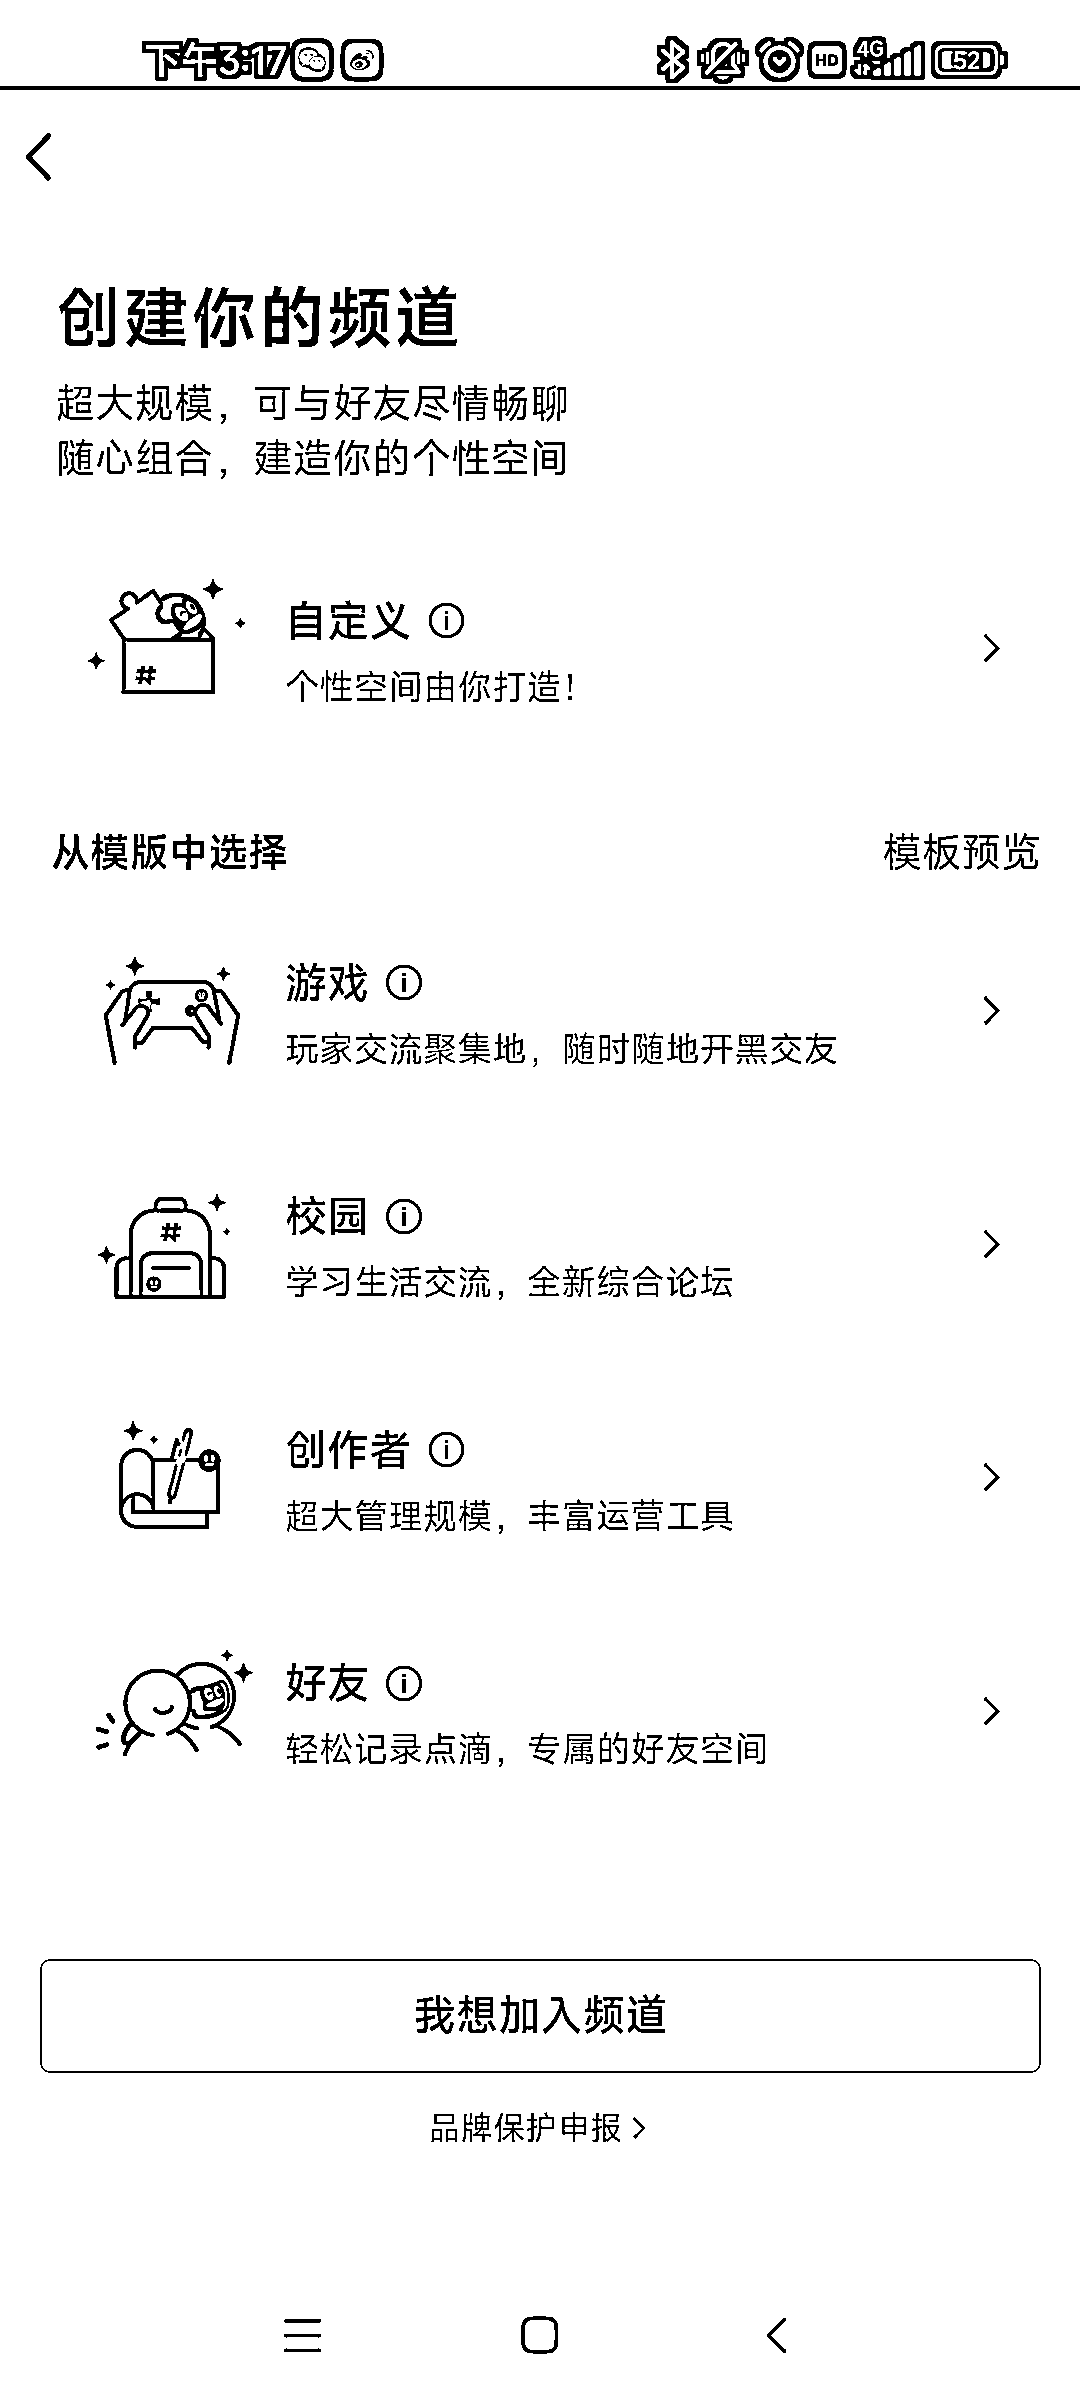 下午3:17
HD
4G
52
创建你的频道
超大规模，可与好友尽情畅聊
随心组合，建造你的个性空间
自定义
个性空间由你打造！
从模版中选择 模板预览
游戏
玩家交流聚集地，随时随地开黑交友
校园
学习生活交流，全新综合论坛
创作者
超大管理规模，丰富运营工具
好友
轻松记录点滴，专属的好友空间
我想加入频道
品牌保护申报